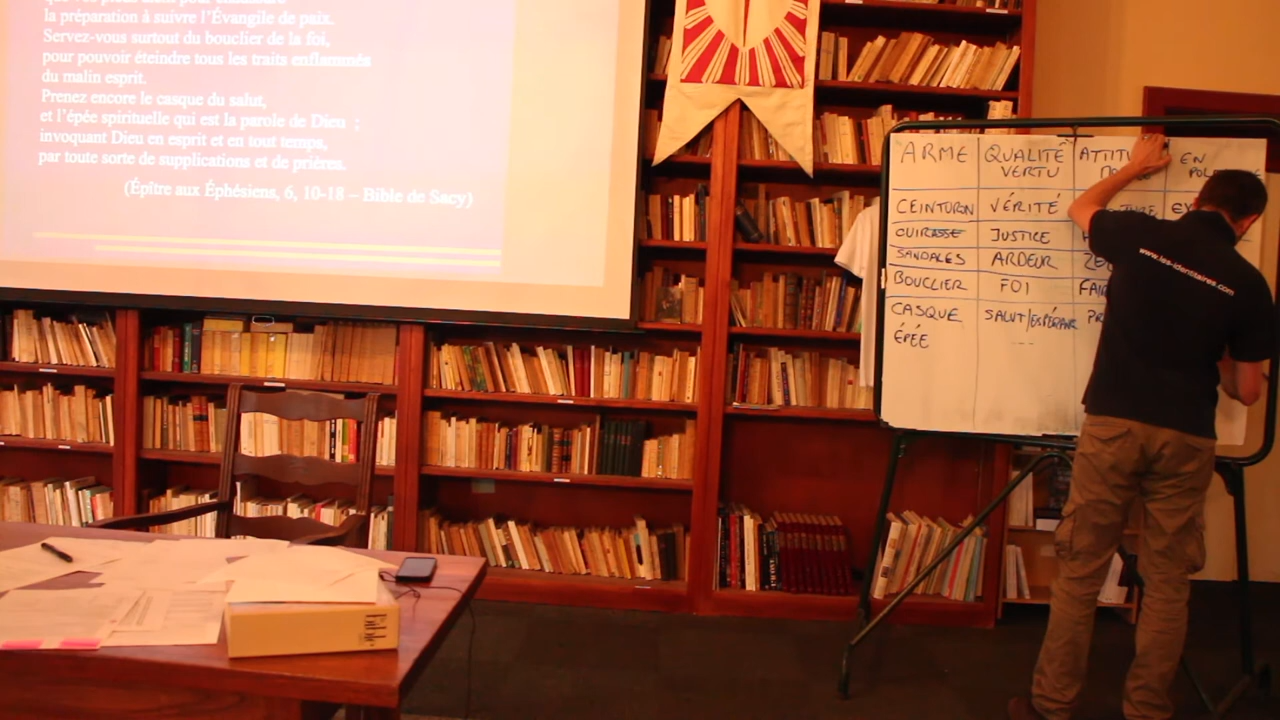 la préparation à suivre l'Évangile de paix.
Servez-vous surtout du bouclier de la foi,
pour pouvoir éteindre tous les traits enflammés
du malin esprit.
Prenez encore le casque du salut,
et l'épée spirituelle qui est la parole de Dieu ;
invoquant Dieu en esprit et en tout temps,
par toute sorte de supplications et de prières.
(Épître aux Éphésiens, 6, 10-18 – Bible de Sacy)
ARME QUALITÉ EN
VERTU
CEINTURON VÉRITÉ
CUIRASSE JUSTICE
SANDALES ARDEUR
BOUCLIER FOI
CASQUE SALUT/ESPÉRANCE
ÉPÉE ...
www.les-identitaires.com
Bible